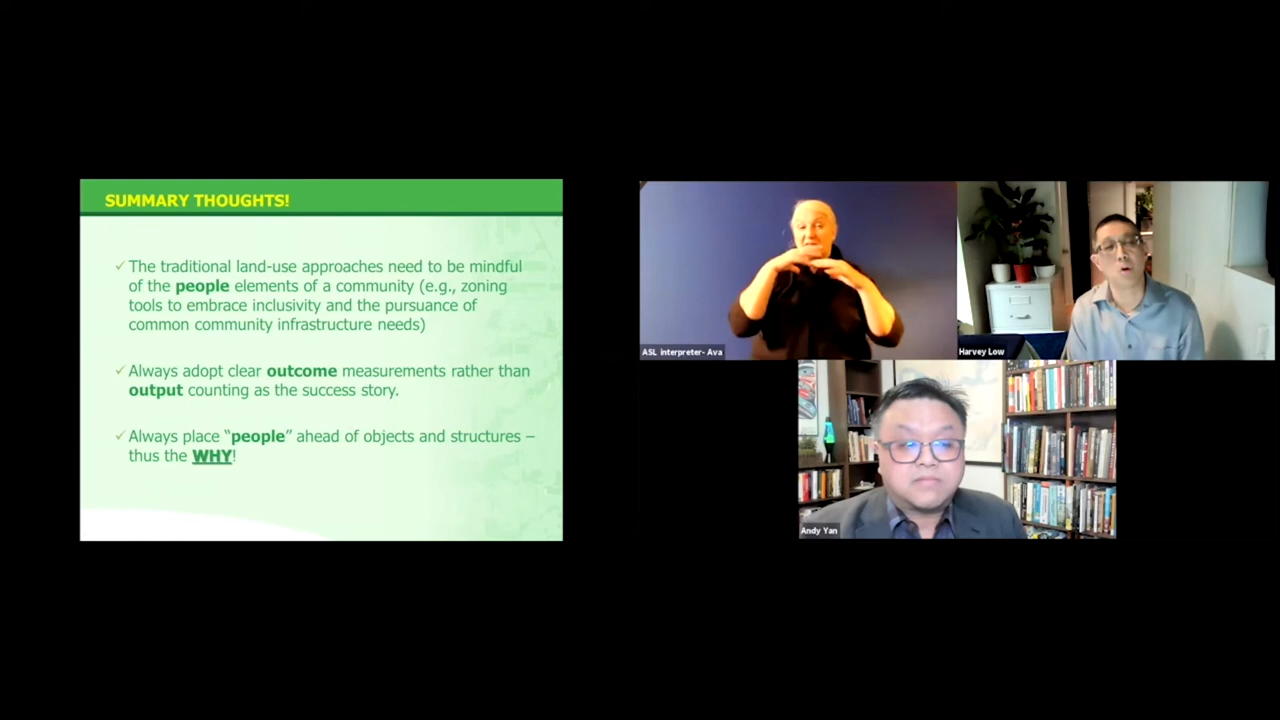 SUMMARY THOUGHTS!
✓The traditional land-use approaches need to be mindful
of the people elements of a community (e.g., zoning
tools to embrace inclusivity and the pursuance of
common community infrastructure needs)
✓Always adopt clear outcome measurements rather than
output counting as the success story.
✓Always place “people” ahead of objects and structures –
thus the WHY!
ASL interpreter- Ava
Harvey Low
Andy Yan